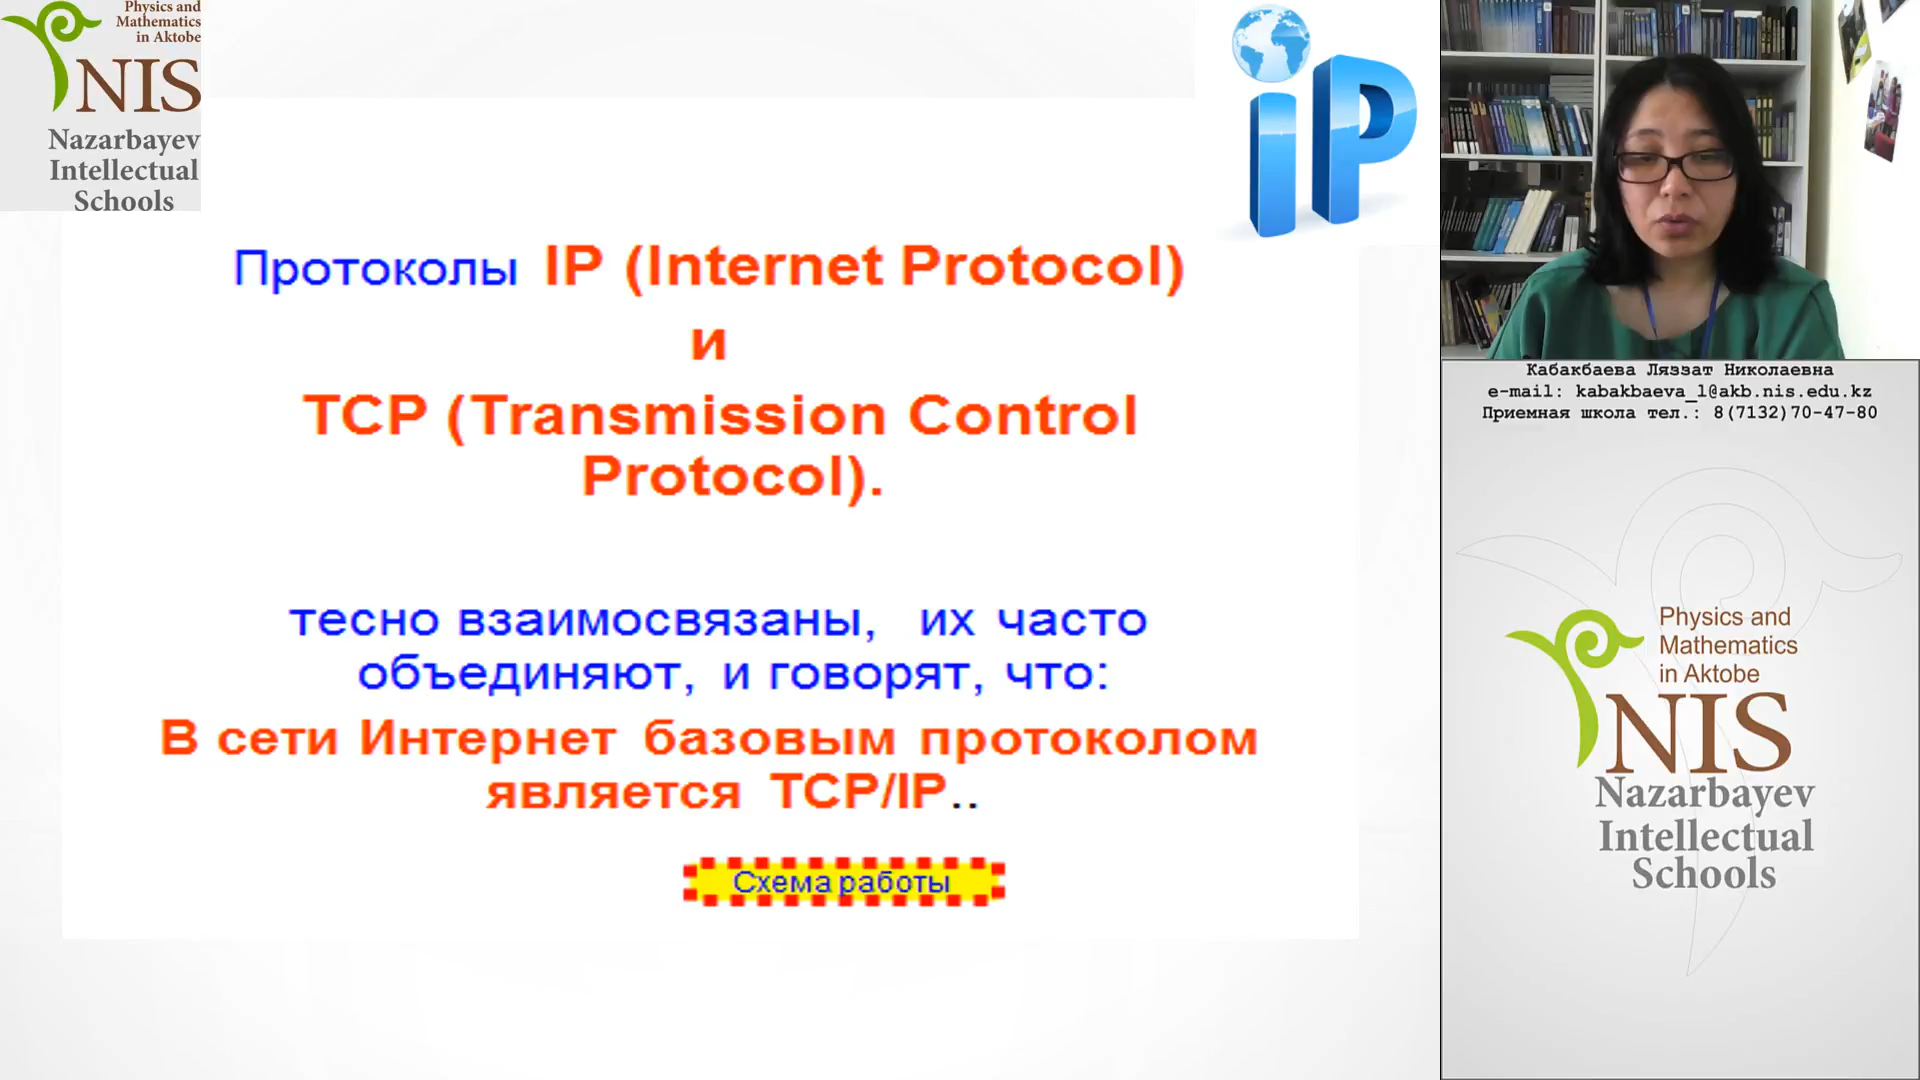 Physics and
Mathematics
in Aktobe
NIS
Nazarbayev
Intellectual
Schools
iP
Протоколы IP (Internet Protocol)
и
TCP (Transmission Control
Protocol).
тесно взаимосвязаны, их часто
объединяют, и говорят, что:
В сети Интернет базовым протоколом
является TCP/IP..
Схема работы
Кабакбаева Ляззат Николаевна
e-mail: kabakbaeva_l@akb.nis.edu.kz
Приемная школа тел.: 8(7132)70-47-80
Physics and
Mathematics
in Aktobe
NIS
Nazarbayev
Intellectual
Schools